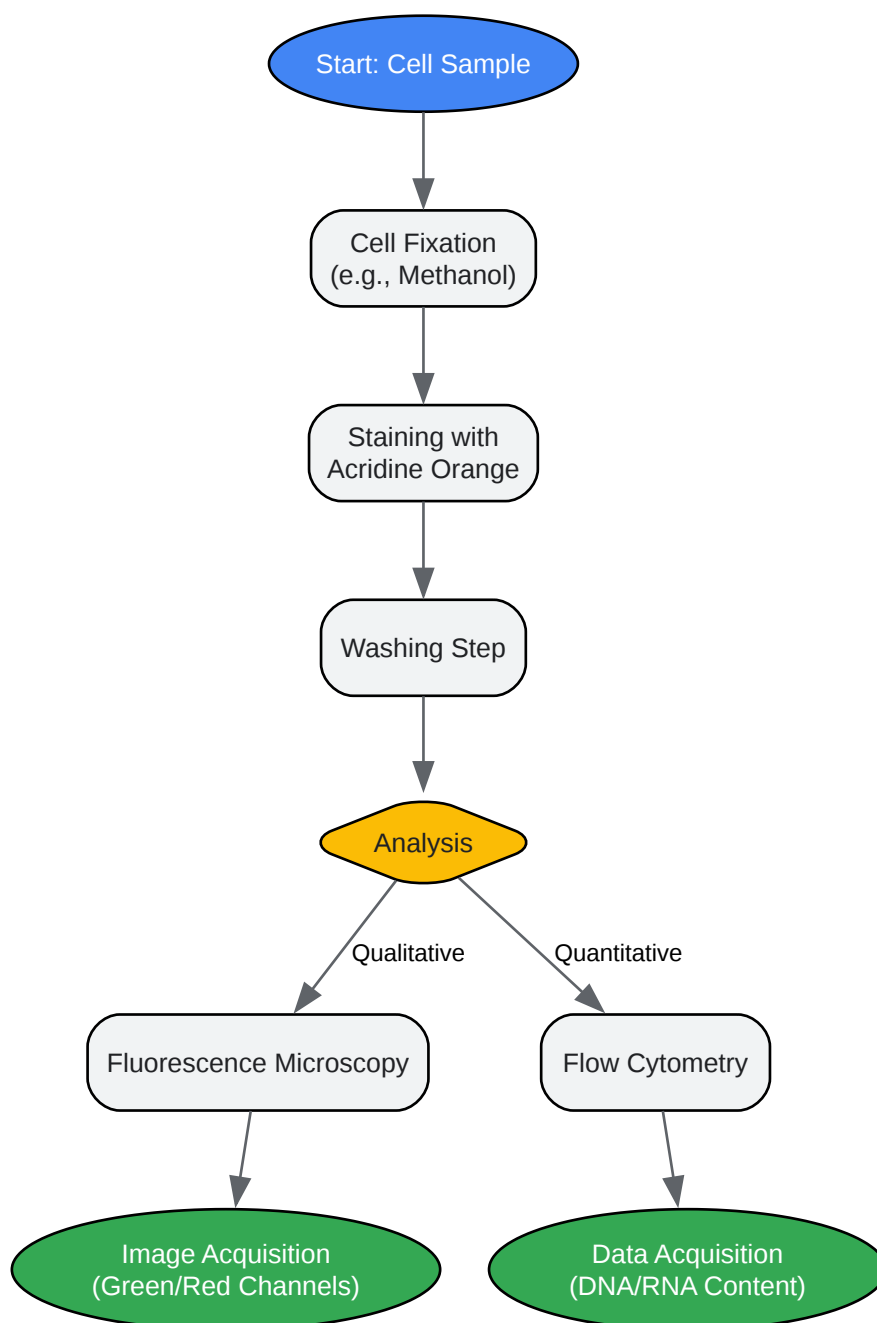 Start: Cell Sample
Cell Fixation
(e.g., Methanol)
Staining with
Acridine Orange
Washing Step
Analysis
Qualitative
Quantitative
Fluorescence Microscopy
Flow Cytometry
Image Acquisition
(Green/Red Channels)
Data Acquisition
(DNA/RNA Content)